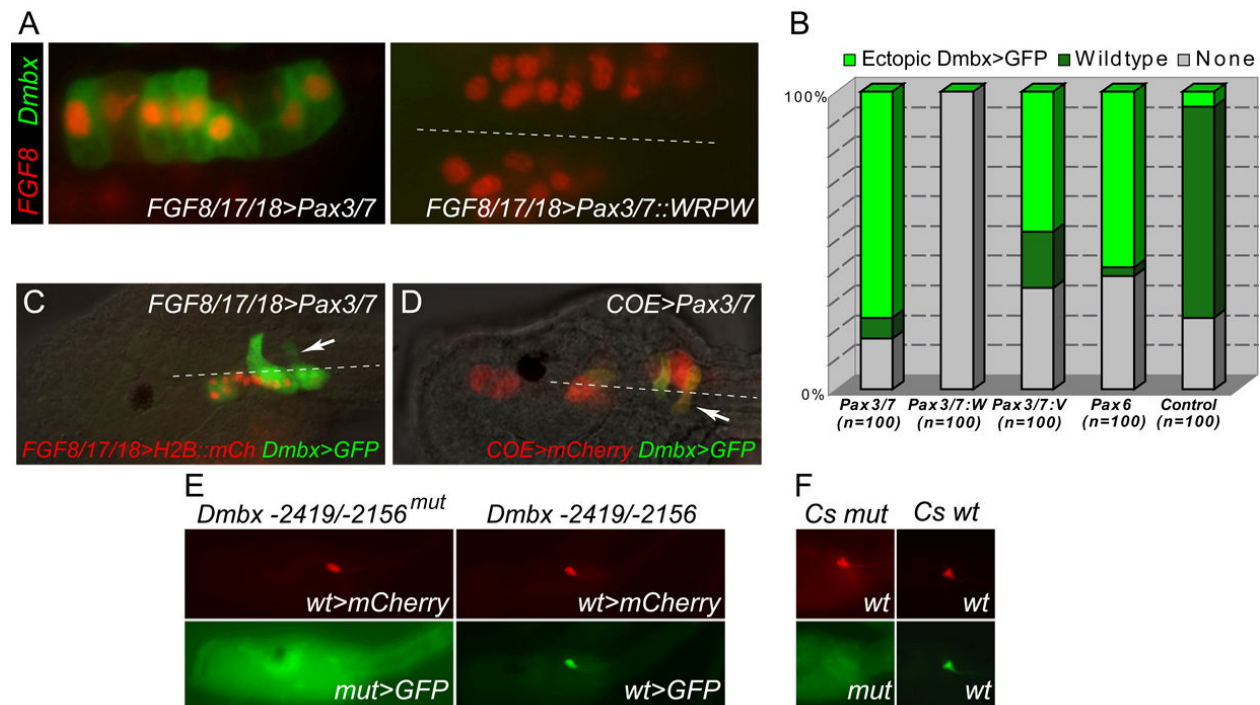 A
FGF8 Dmbx
FGF8/17/18>Pax3/7
FGF8/17/18>Pax3/7::WRPW
B
Ectopic Dmbx>GFP Wildtype None
100%
0%
Pax3/7 Pax3/7:W Pax3/7:V Pax6 Control
(n=100) (n=100) (n=100) (n=100) (n=100)
C
FGF8/17/18>Pax3/7
FGF8/17/18>H2B::mCh Dmbx>GFP
D
COE>Pax3/7
COE>mCherry Dmbx>GFP
E
Dmbx -2419/-2156mut
Dmbx -2419/-2156
wt>mCherry
wt>mCherry
mut>GFP
wt>GFP
F
Cs mut
Cs wt
wt
wt
mut
wt